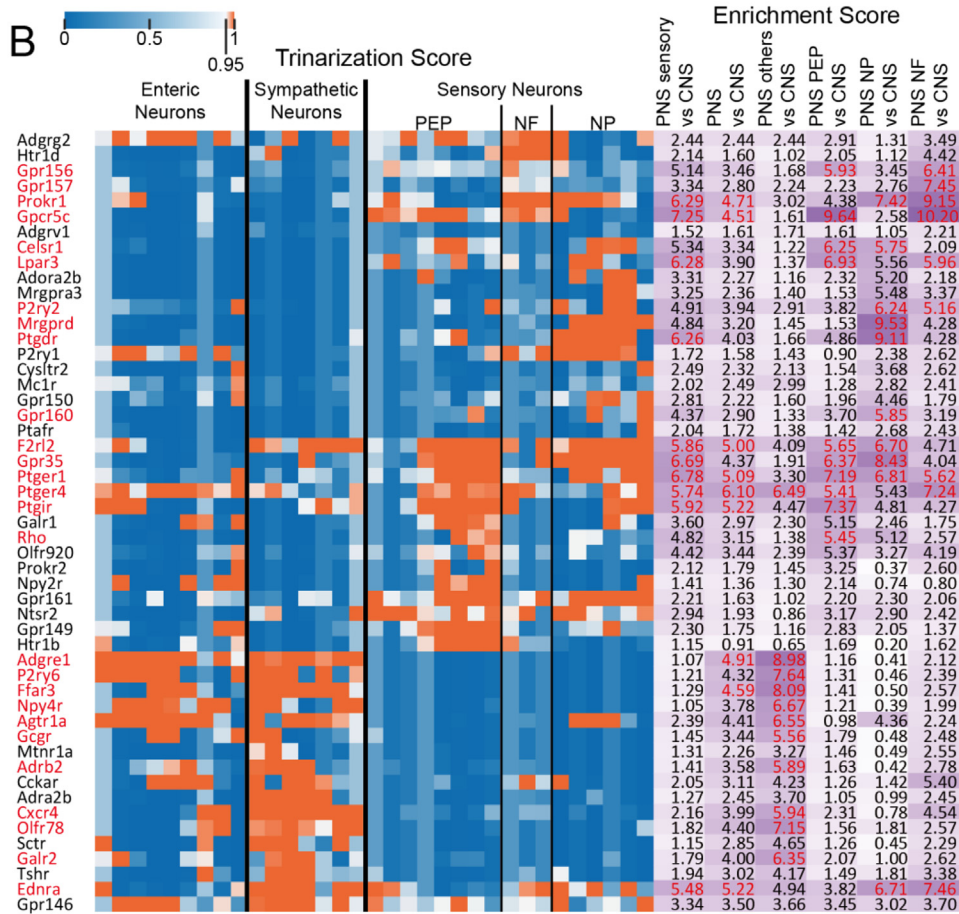 B
0 0.5 1
0.95
Trinarization Score
Enrichment Score
Enteric Neurons
Sympathetic Neurons
Sensory Neurons
PEP NF NP
PNS sensory vs CNS
PNS vs CNS
PNS others vs CNS
PNS PEP vs CNS
PNS NP vs CNS
PNS NF vs CNS
Adgrg2 2.44 2.44 2.44 2.91 1.31 3.49
Htr1d 2.14 1.60 1.02 2.05 1.12 4.42
Gpr156 5.14 3.46 1.68 5.93 3.45 6.41
Gpr157 3.34 2.80 2.24 2.23 2.76 7.45
Prokr1 6.29 4.71 3.02 4.38 7.42 9.15
Gpcr5c 7.25 4.51 1.61 9.64 2.58 10.20
Adgrv1 1.52 1.61 1.71 1.61 1.05 2.21
Celsr1 5.34 3.34 1.22 6.25 5.75 2.09
Lpar3 6.28 3.90 1.37 6.93 5.56 5.96
Adora2b 3.31 2.27 1.16 2.32 5.20 2.18
Mrgpra3 3.25 2.36 1.40 1.53 5.48 3.37
P2ry2 4.91 3.94 2.91 3.82 6.24 5.16
Mrgprd 4.84 3.20 1.45 1.53 9.53 4.28
Ptgdr 6.26 4.03 1.66 4.86 9.11 4.28
P2ry1 1.72 1.58 1.43 0.90 2.38 2.62
Cysltr2 2.49 2.32 2.13 1.54 3.68 2.62
Mc1r 2.02 2.49 2.99 1.28 2.82 2.41
Gpr150 2.81 2.22 1.60 1.96 4.46 1.79
Gpr160 4.37 2.90 1.33 3.70 5.85 3.19
Ptafr 2.04 1.72 1.38 1.42 2.68 2.43
F2rl2 5.86 5.00 4.09 5.65 6.70 4.71
Gpr35 6.69 4.37 1.91 6.37 8.43 4.04
Ptger1 6.78 5.09 3.30 7.19 6.81 5.62
Ptger4 5.74 6.10 6.49 5.41 5.43 7.24
Ptgir 5.92 5.22 4.47 7.37 4.81 4.27
Galr1 3.60 2.97 2.30 5.15 2.46 1.75
Rho 4.82 3.15 1.38 5.45 5.12 2.57
Olfr920 4.42 3.44 2.39 5.37 3.27 4.19
Prokr2 2.12 1.79 1.45 3.25 0.37 2.60
Npy2r 1.41 1.36 1.30 2.14 0.74 0.80
Gpr161 2.21 1.63 1.02 2.20 2.30 2.06
Ntsr2 2.94 1.93 0.86 3.17 2.90 2.42
Gpr149 2.30 1.75 1.16 2.83 2.05 1.37
Htr1b 1.15 0.91 0.65 1.69 0.20 1.62
Adgre1 1.07 4.91 8.98 1.16 0.41 2.12
P2ry6 1.21 4.32 7.64 1.31 0.46 2.39
Ffar3 1.29 4.59 8.09 1.41 0.50 2.57
Npy4r 1.05 3.78 6.67 1.21 0.39 1.99
Agtr1a 2.39 4.41 6.55 0.98 4.36 2.24
Gcgr 1.45 3.44 5.56 1.79 0.48 2.48
Mtnr1a 1.31 2.26 3.27 1.46 0.49 2.55
Adrb2 1.41 3.58 5.89 1.63 0.42 2.78
Cckar 2.05 3.11 4.23 1.26 1.42 5.40
Adra2b 1.27 2.45 3.70 1.05 0.99 2.45
Cxcr4 2.16 3.99 5.94 2.31 0.78 4.54
Olfr78 1.82 4.40 7.15 1.56 1.81 2.57
Sctr 1.15 2.85 4.65 1.26 0.45 2.29
Galr2 1.79 4.00 6.35 2.07 1.00 2.62
Tshr 1.94 3.02 4.17 1.49 1.81 3.38
Ednra 5.48 5.22 4.94 3.82 6.71 7.46
Gpr146 3.34 3.50 3.66 3.45 3.02 3.70